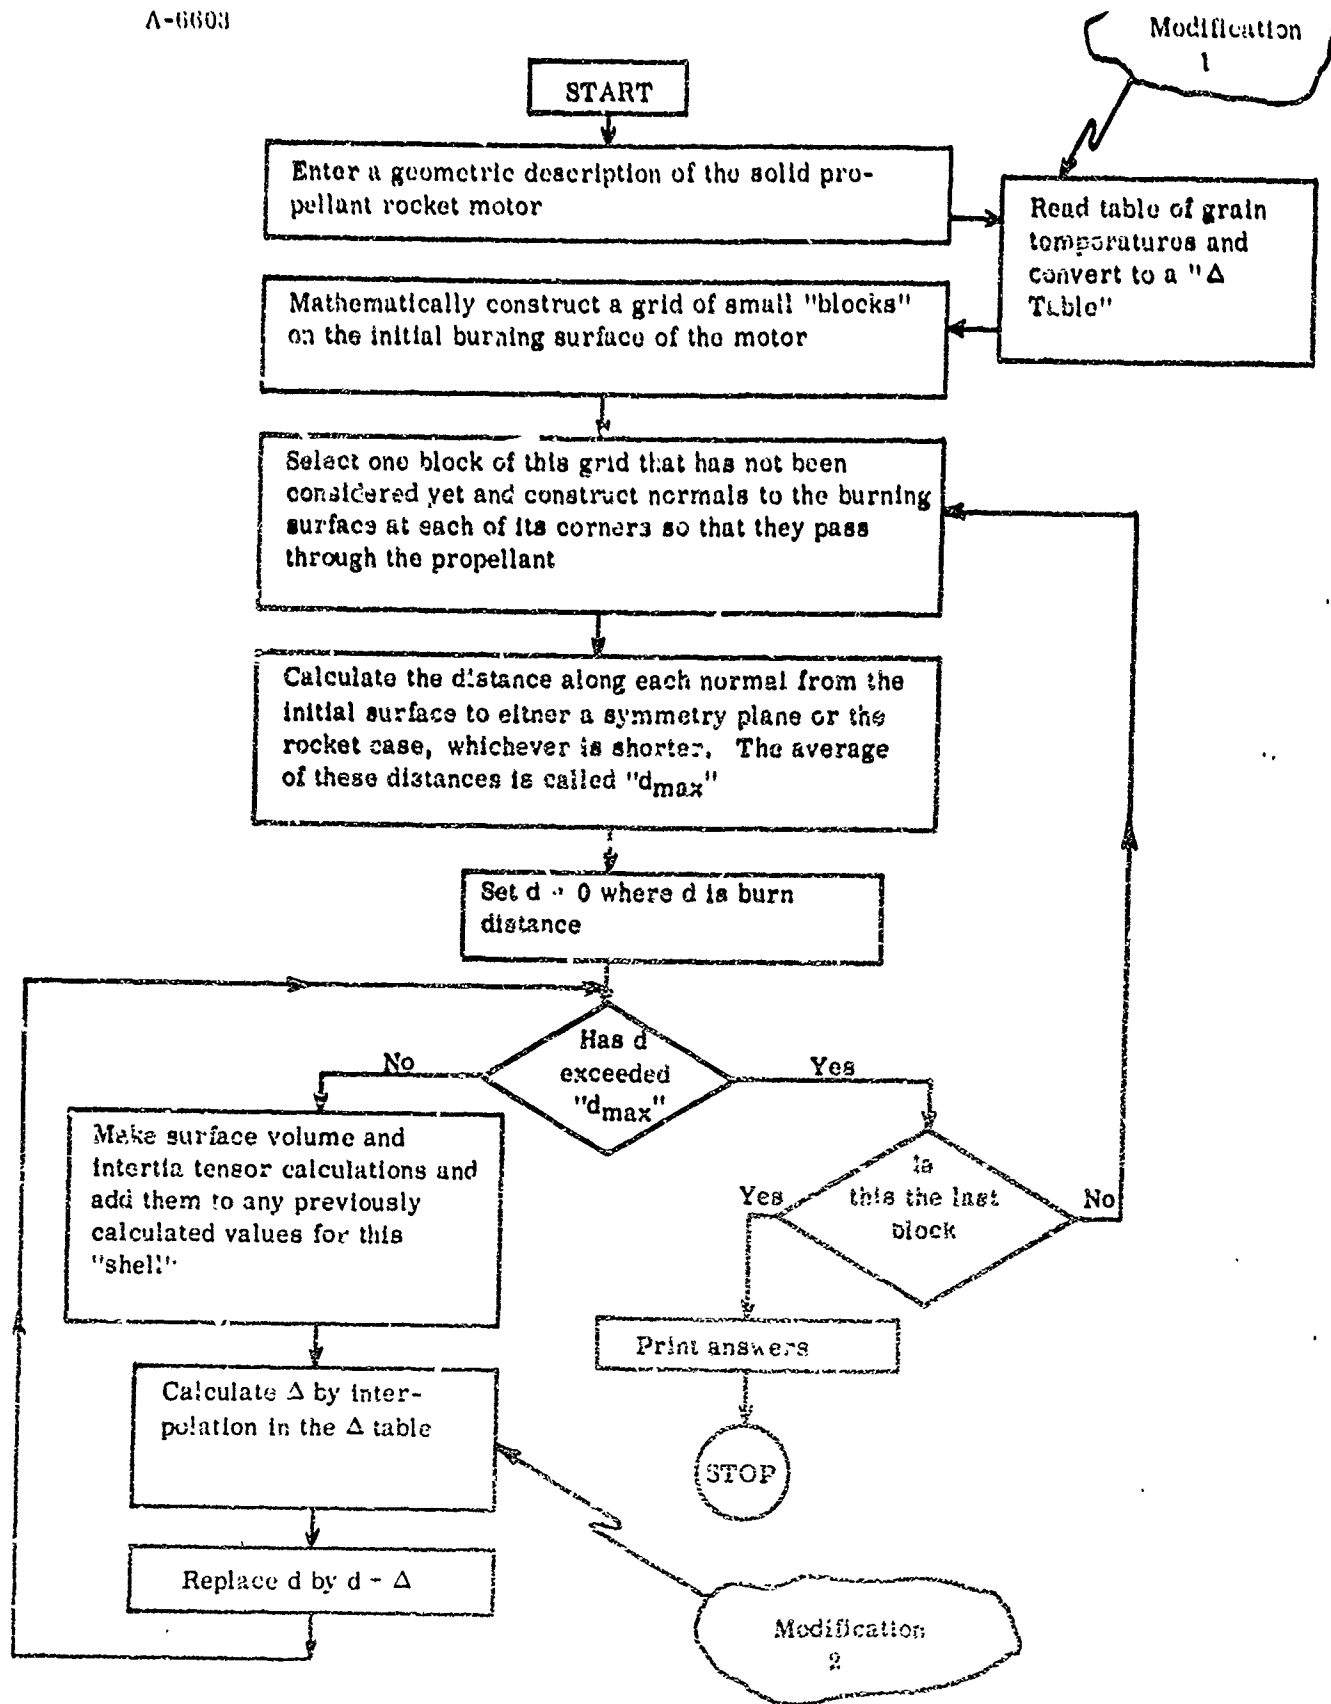 A-6603
Modification
1
START
Enter a geometric description of the solid pro-
pellant rocket motor
Read table of grain
temperatures and
convert to a "Δ
Table"
Mathematically construct a grid of small "blocks"
on the initial burning surface of the motor
Select one block of this grid that has not been
considered yet and construct normals to the burning
surface at each of its corners so that they pass
through the propellant
Calculate the distance along each normal from the
initial surface to either a symmetry plane or the
rocket case, whichever is shorter. The average
of these distances is called "dmax"
Set d = 0 where d is burn
distance
Has d
exceeded
"dmax"
No
Yes
Make surface volume and
intertia tensor calculations and
add them to any previously
calculated values for this
"shell"
Is
this the last
block
Yes
No
Print answers
STOP
Calculate Δ by inter-
polation in the Δ table
Replace d by d + Δ
Modification
2